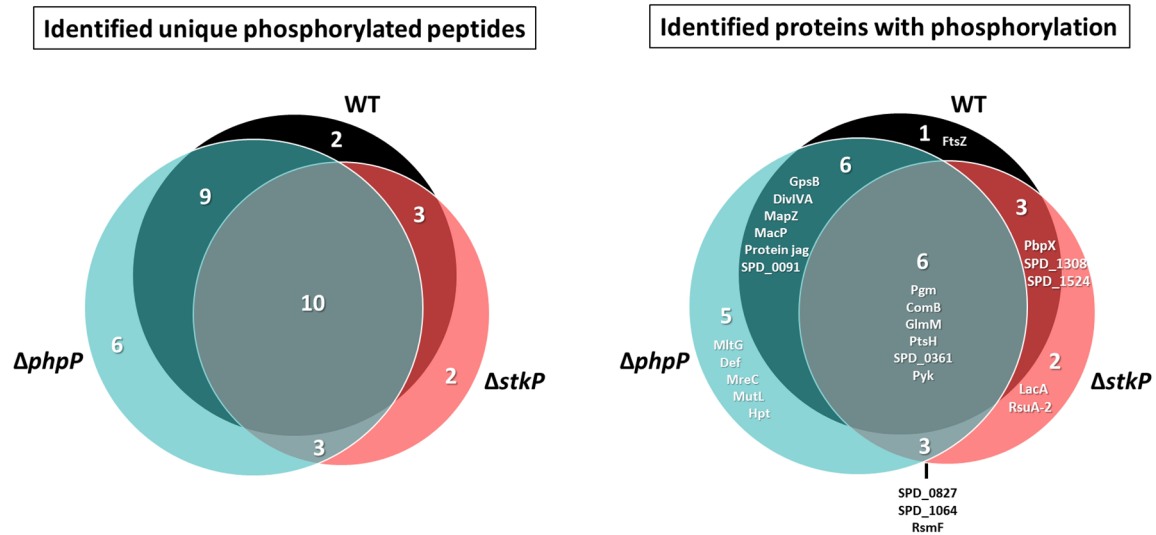 Identified unique phosphorylated peptides
WT
2
9
3
10
6
ΔphpP
2
ΔstkP
3
Identified proteins with phosphorylation
WT
1
FtsZ
6
GpsB
DivIVA
MapZ
MacP
Protein jag
SPD_0091
3
PbpX
SPD_1308
SPD_1524
6
Pgm
ComB
GlmM
PtsH
SPD_0361
Pyk
5
MltG
Def
MreC
MutL
Hpt
ΔphpP
2
LacA
RsuA-2
ΔstkP
3
SPD_0827
SPD_1064
RsmF